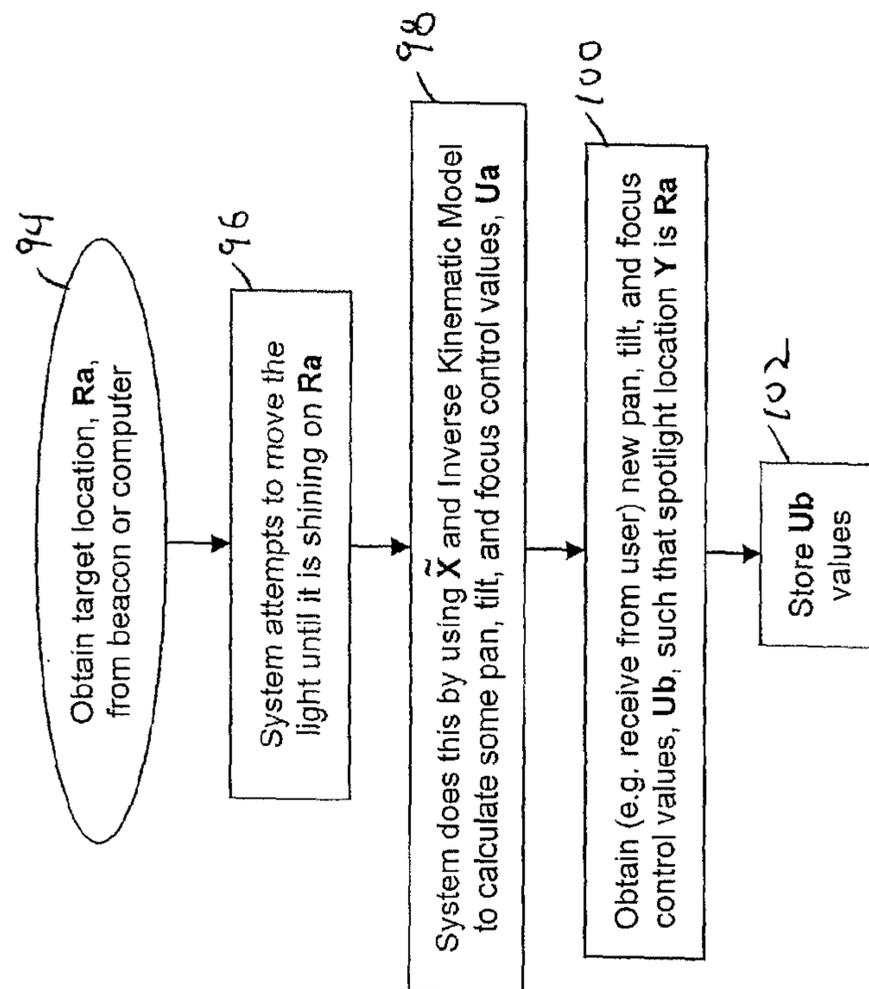 94
Obtain target location, Ra,
from beacon or computer
96
System attempts to move the
light until it is shining on Ra
98
System does this by using X̃ and Inverse Kinematic Model
to calculate some pan, tilt, and focus control values, Ua
100
Obtain (e.g. receive from user) new pan, tilt, and focus
control values, Ub, such that spotlight location Y is Ra
102
Store Ub
values